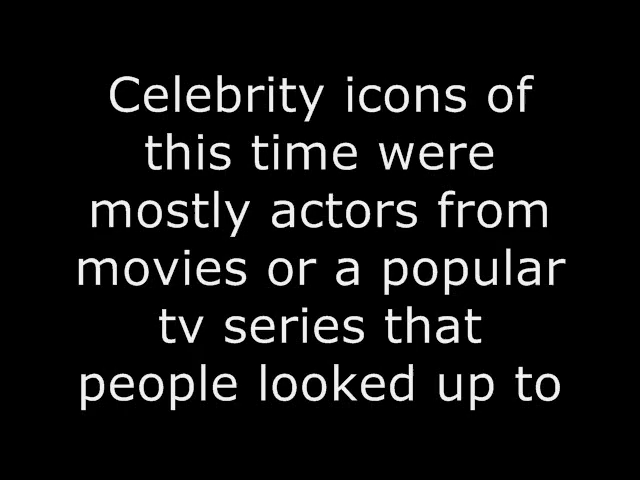 Celebrity icons of
this time were
mostly actors from
movies or a popular
tv series that
people looked up to